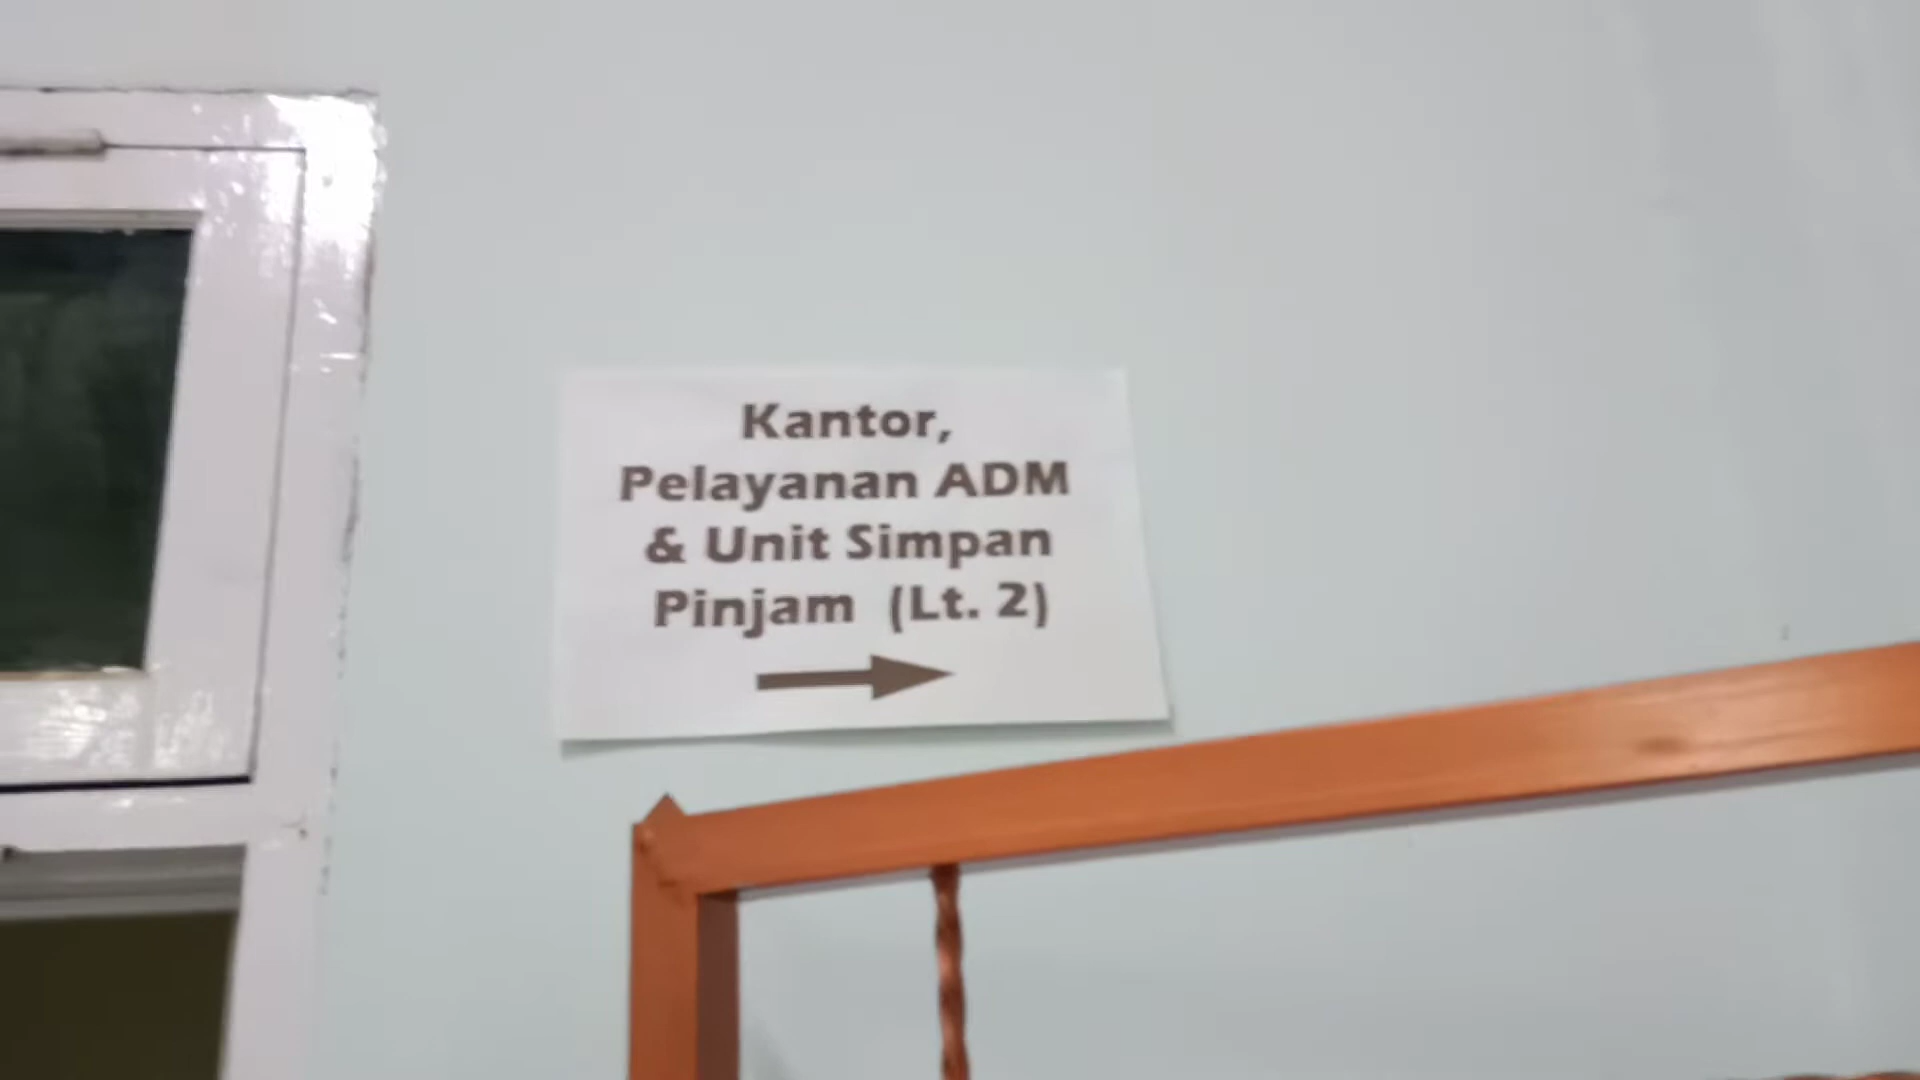 Kantor,
Pelayanan ADM
& Unit Simpan
Pinjam (Lt. 2)